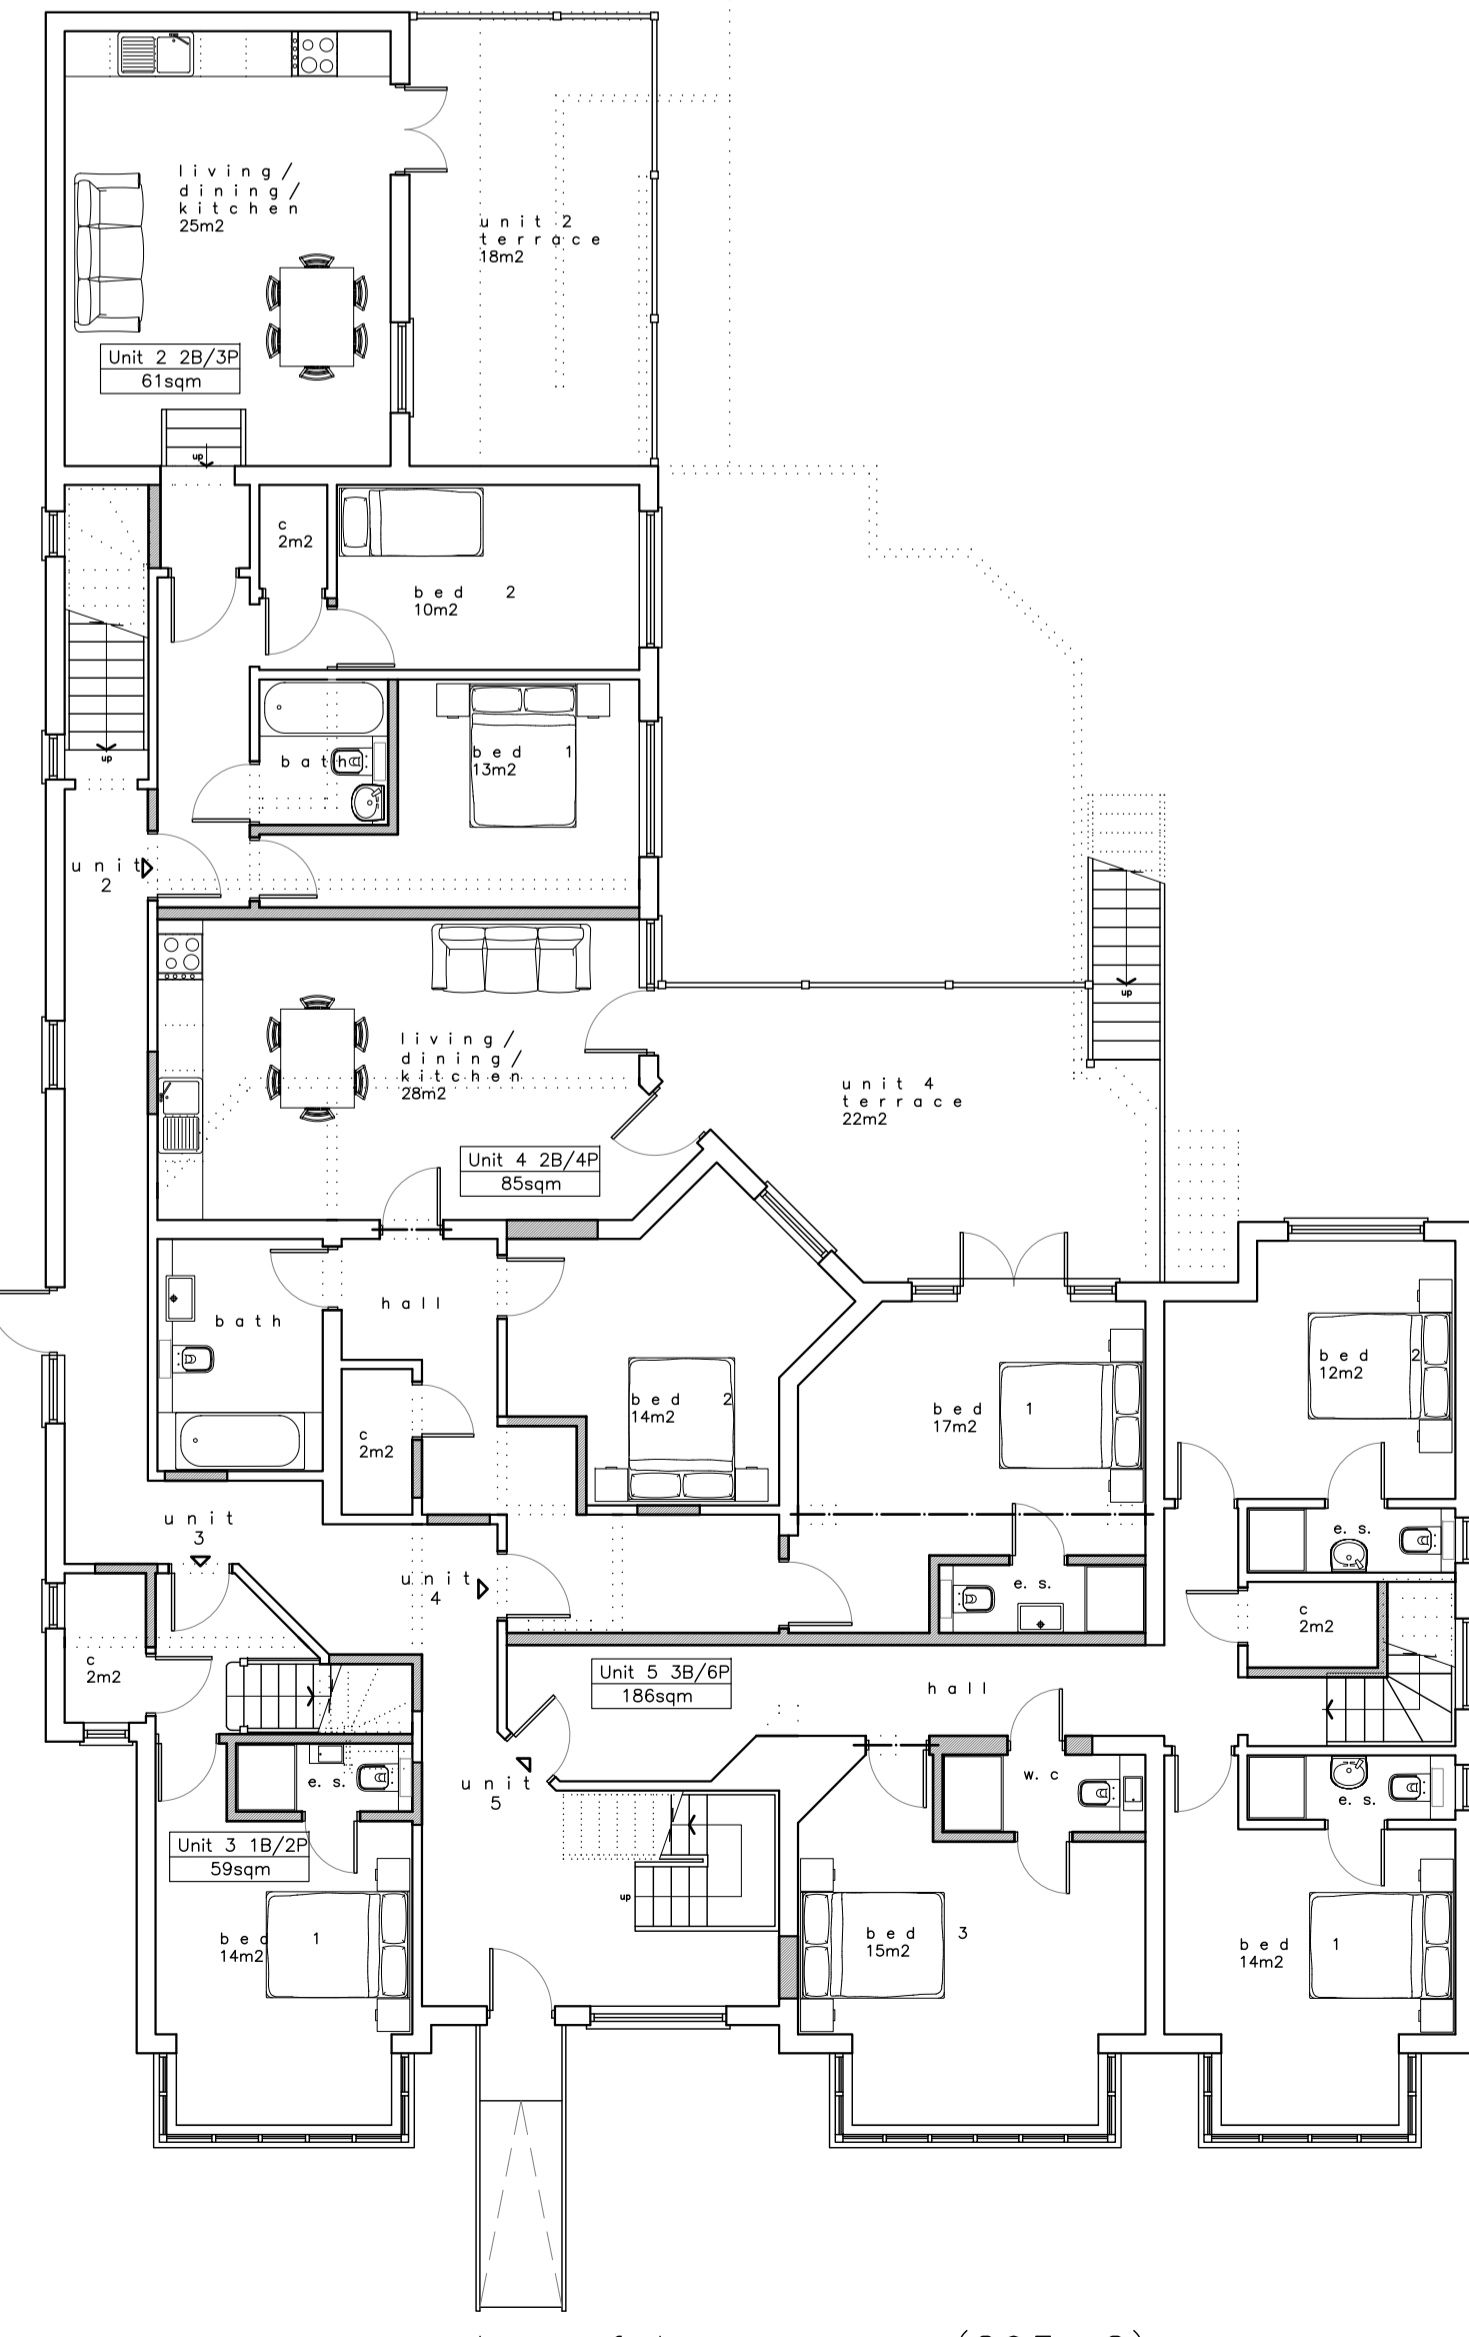 living/
dining/
kitchen
25m2
unit 2
terrace
18m2
Unit 2 2B/3P
61sqm
up
c
2m2
bed 2
10m2
up
bath
bed 1
13m2
unit
2
living/
dining/
kitchen
28m2
up
unit 4
terrace
22m2
Unit 4 2B/4P
85sqm
hall
bath
bed 2
12m2
bed 2
14m2
bed 1
17m2
c
2m2
unit
3
e. s.
unit
4
e. s.
c
2m2
c
2m2
Unit 5 3B/6P
186sqm
hall
e. s.
unit
5
w. c
e. s.
Unit 3 1B/2P
59sqm
up
bed 1
14m2
bed 3
15m2
bed 1
14m2